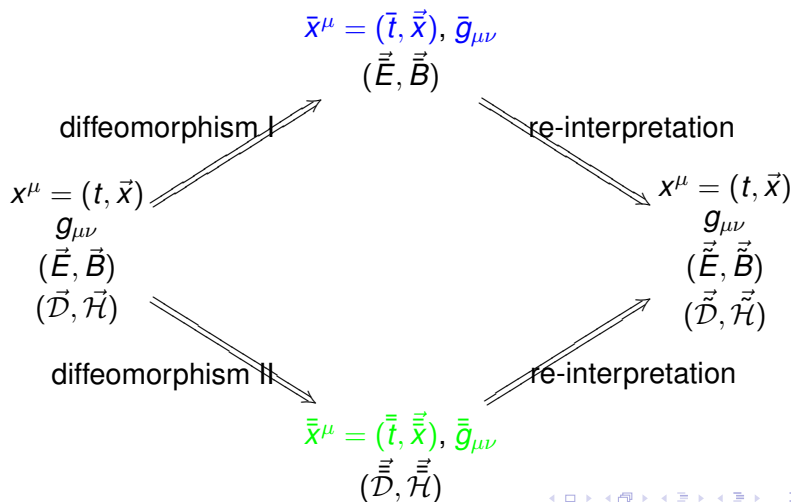 x̄^μ = (t̄, x⃗̄), ḡ_μν
(E⃗̄, B⃗̄)
diffeomorphism I
re-interpretation
x^μ = (t, x⃗)
g_μν
(E⃗, B⃗)
(𝒟⃗, ℋ⃗)
x^μ = (t, x⃗)
g_μν
(Ẽ⃗, B̃⃗)
(𝒟̃⃗, ℋ̃⃗)
diffeomorphism II
re-interpretation
x̿^μ = (t̿, x⃗̿), g̿_μν
(𝒟⃗̿, ℋ⃗̿)